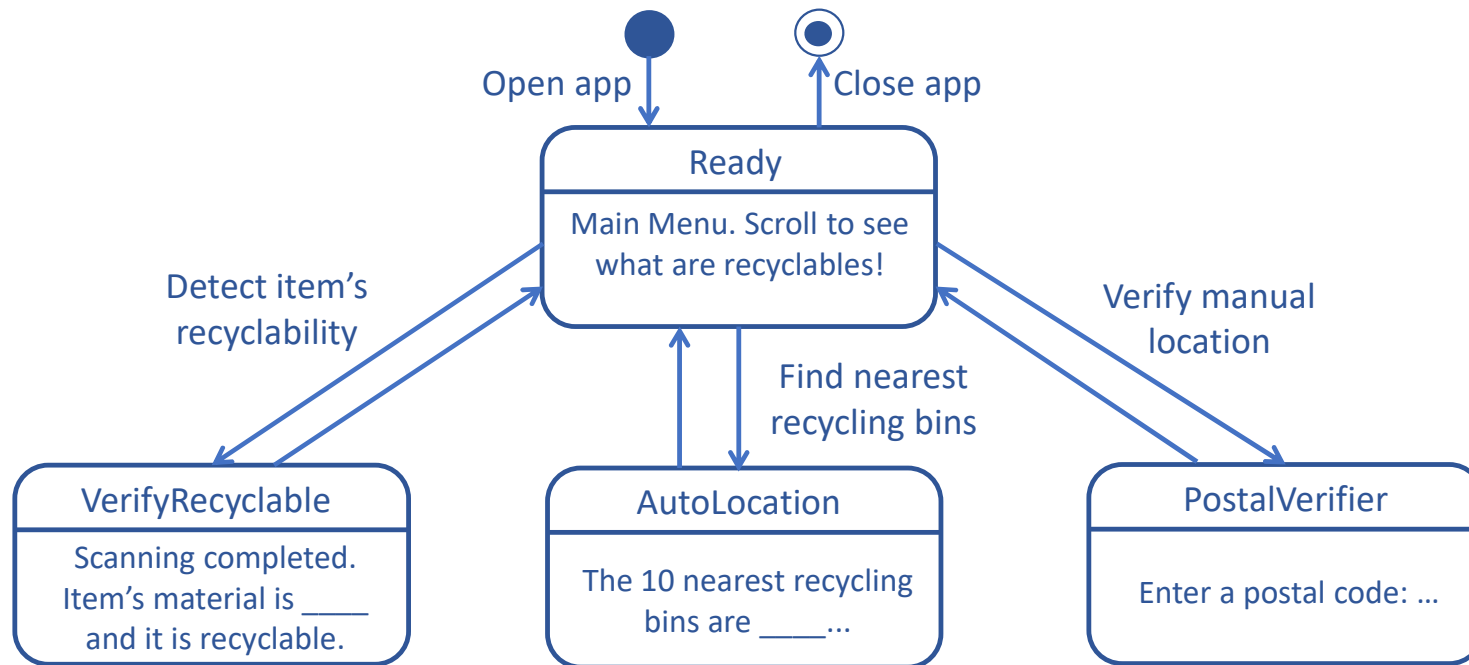 Open app
Close app
Ready
Main Menu. Scroll to see
what are recyclables!
Detect item’s
recyclability
Verify manual
location
Find nearest
recycling bins
VerifyRecyclable
Scanning completed.
Item’s material is ____
and it is recyclable.
AutoLocation
The 10 nearest recycling
bins are ____...
PostalVerifier
Enter a postal code: ...